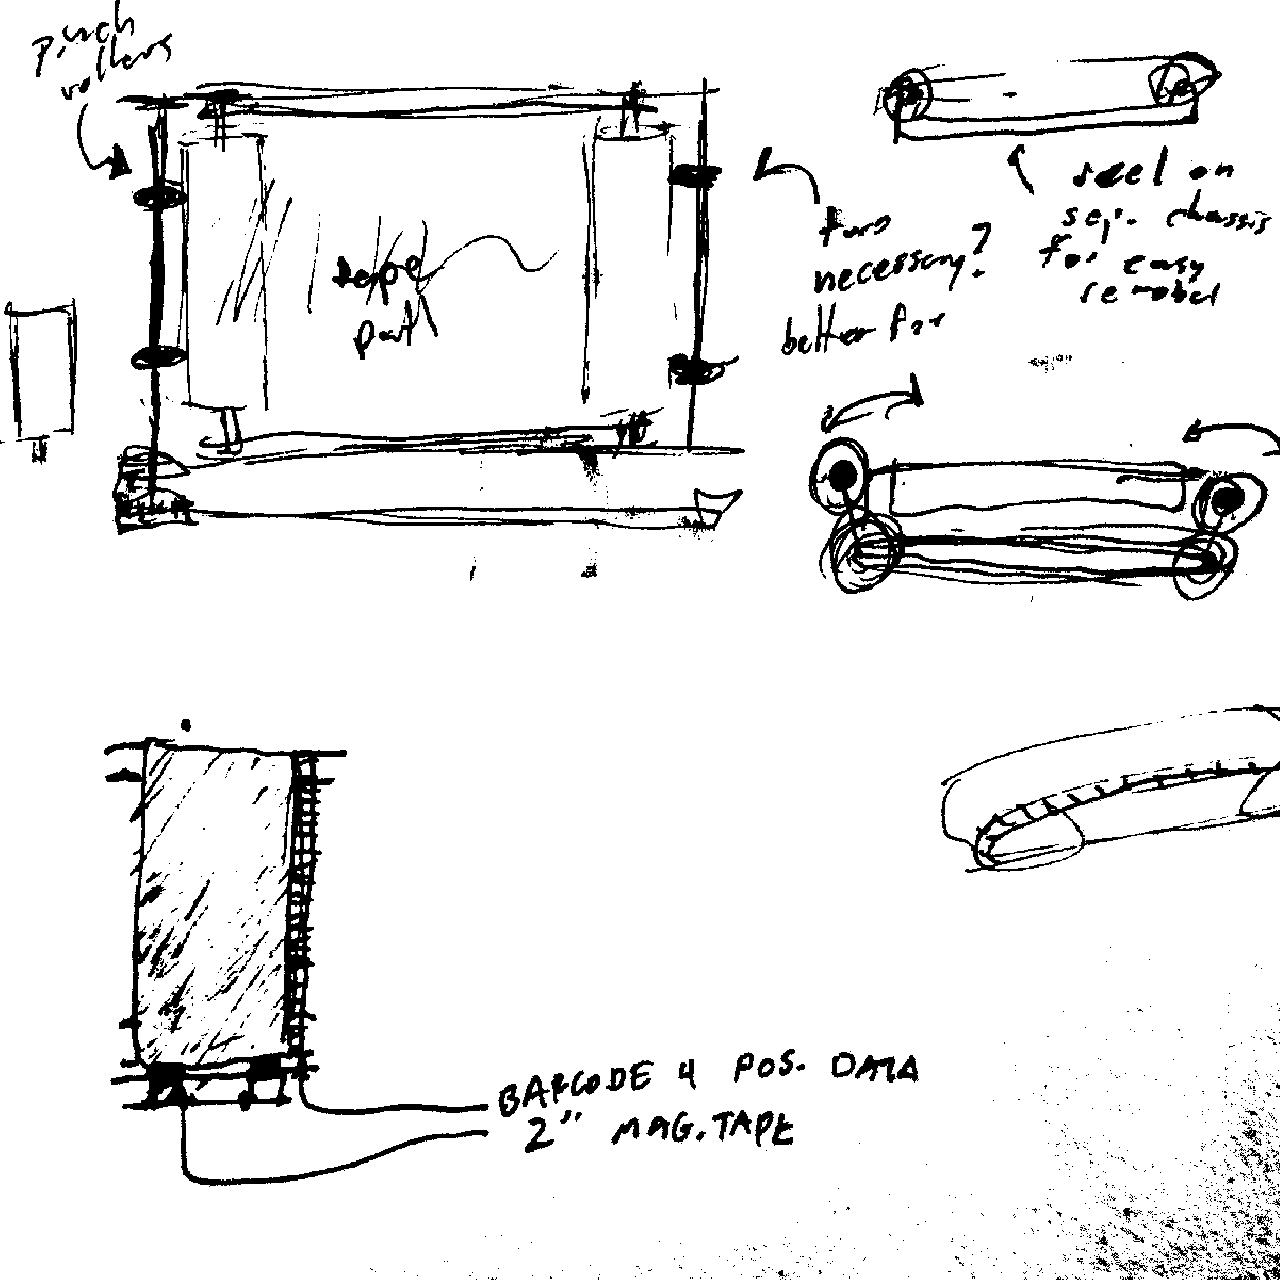 pinch
rollers
tape
path
two
necessary?
better for
reel on
sep. chassis
for easy
removal
BARCODE 4 POS. DATA
2" MAG. TAPE